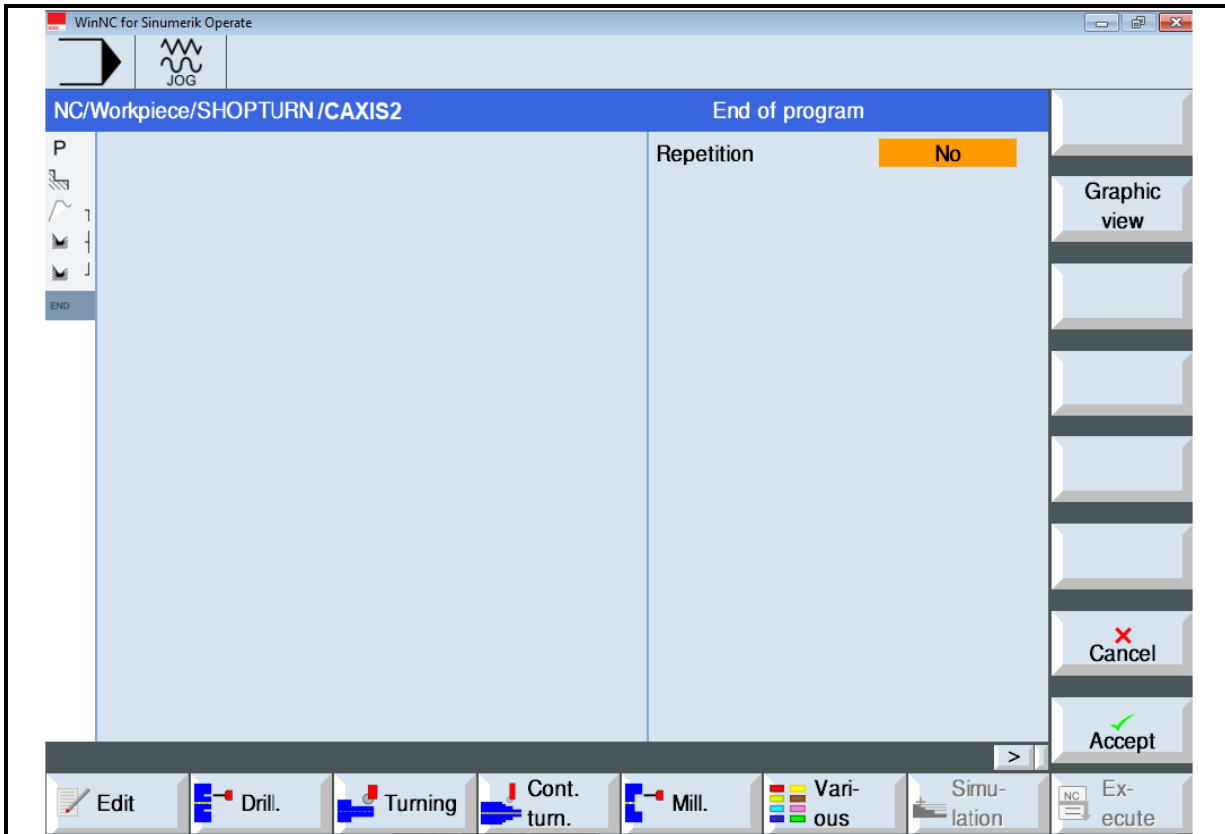 WinNC for Sinumerik Operate
JOG
NC/Workpiece/SHOPTURN /CAXIS2
End of program
P
Repetition
No
END
Graphic
view
Cancel
Accept
>
Edit
Drill.
Turning
Cont.
turn.
Mill.
Vari-
ous
Simu-
lation
NC
Ex-
ecute